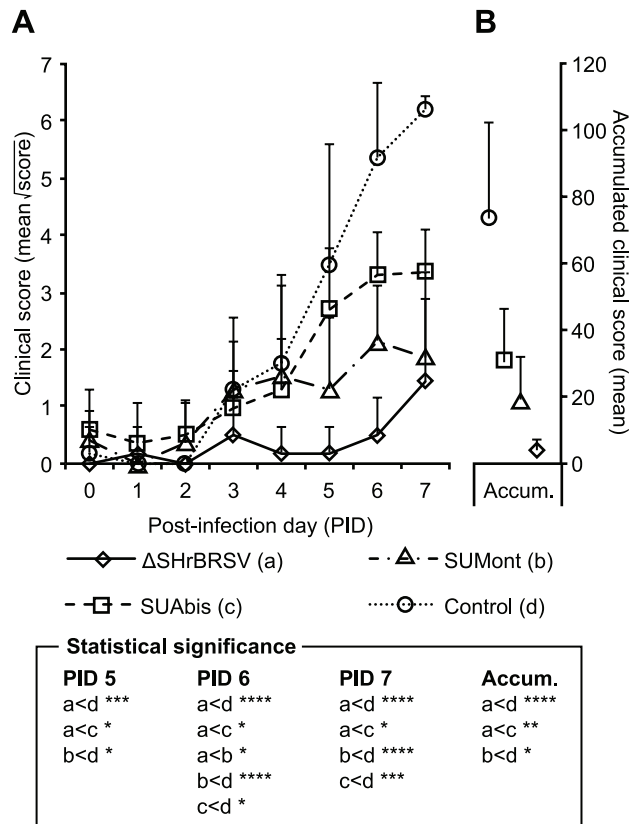 A
B
Clinical score (mean √score)
7
6
5
4
3
2
1
0
0 1 2 3 4 5 6 7
Post-infection day (PID)
120
100
80
60
40
20
0
Accumulated clinical score (mean)
Accum.
ΔSHrBRSV (a)
SUMont (b)
SUAbis (c)
Control (d)
Statistical significance
PID 5 PID 6 PID 7 Accum.
a<d *** a<d **** a<d **** a<d ****
a<c * a<c * a<c * a<c **
b<d * a<b * b<d **** b<d *
b<d **** c<d ***
c<d *